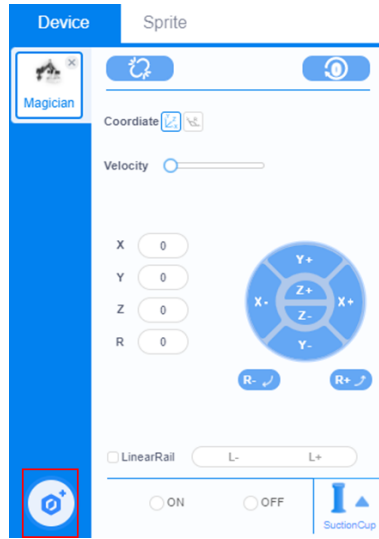 Device
Sprite
Magician
Coordiate
Velocity
X 0
Y 0
Z 0
R 0
Y+
X-
Z+
Z-
X+
Y-
R-
R+
LinearRail
L-
L+
ON
OFF
SuctionCup